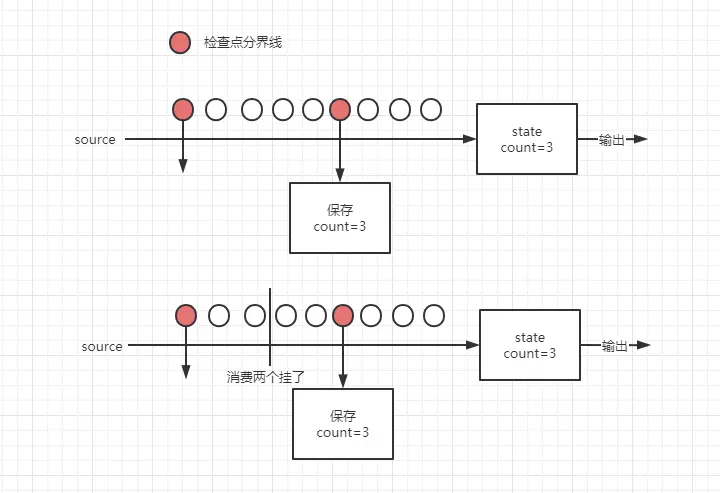 检查点分界线
source
state
count=3
输出
保存
count=3
source
state
count=3
输出
消费两个挂了
保存
count=3